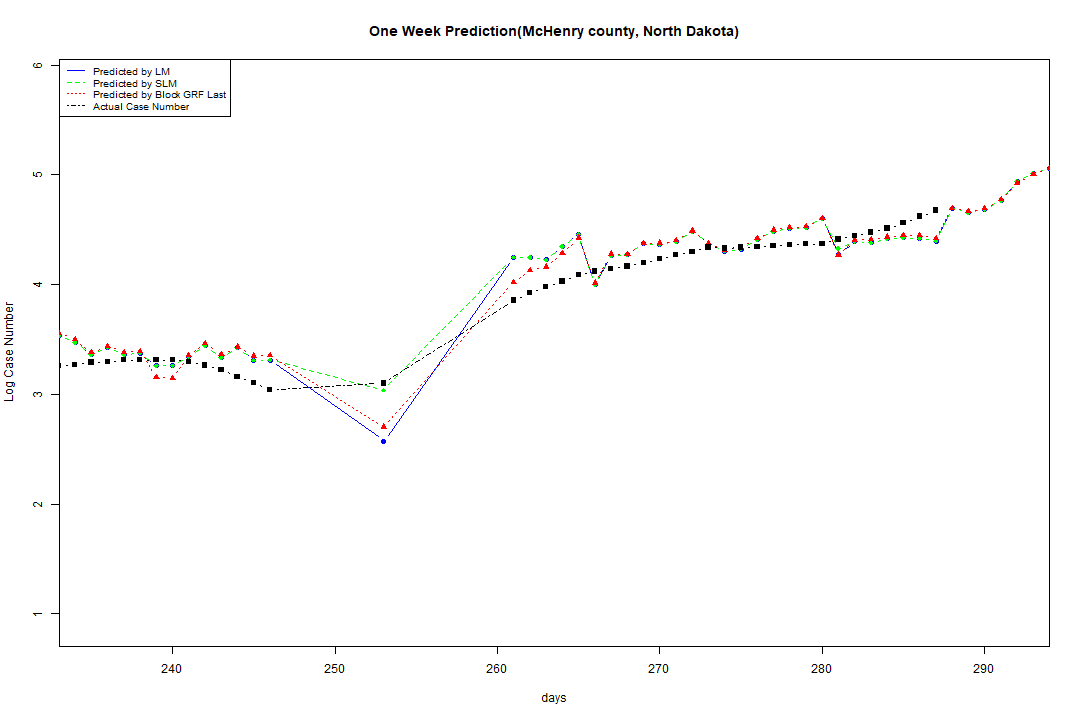 One Week Prediction(McHenry county, North Dakota)
Predicted by LM
Predicted by SLM
Predicted by Block GRF Last
Actual Case Number
Log Case Number
6
5
4
3
2
1
240 250 260 270 280 290
days